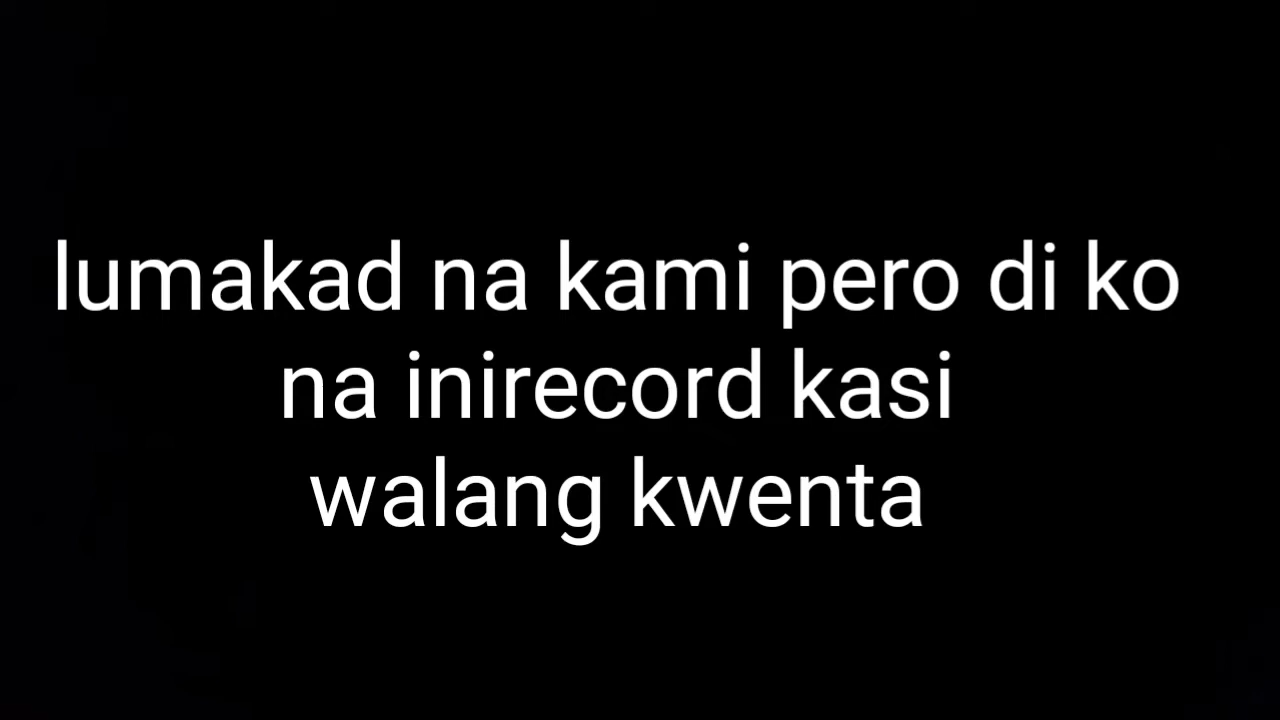 lumakad na kami pero di ko
na inirecord kasi
walang kwenta